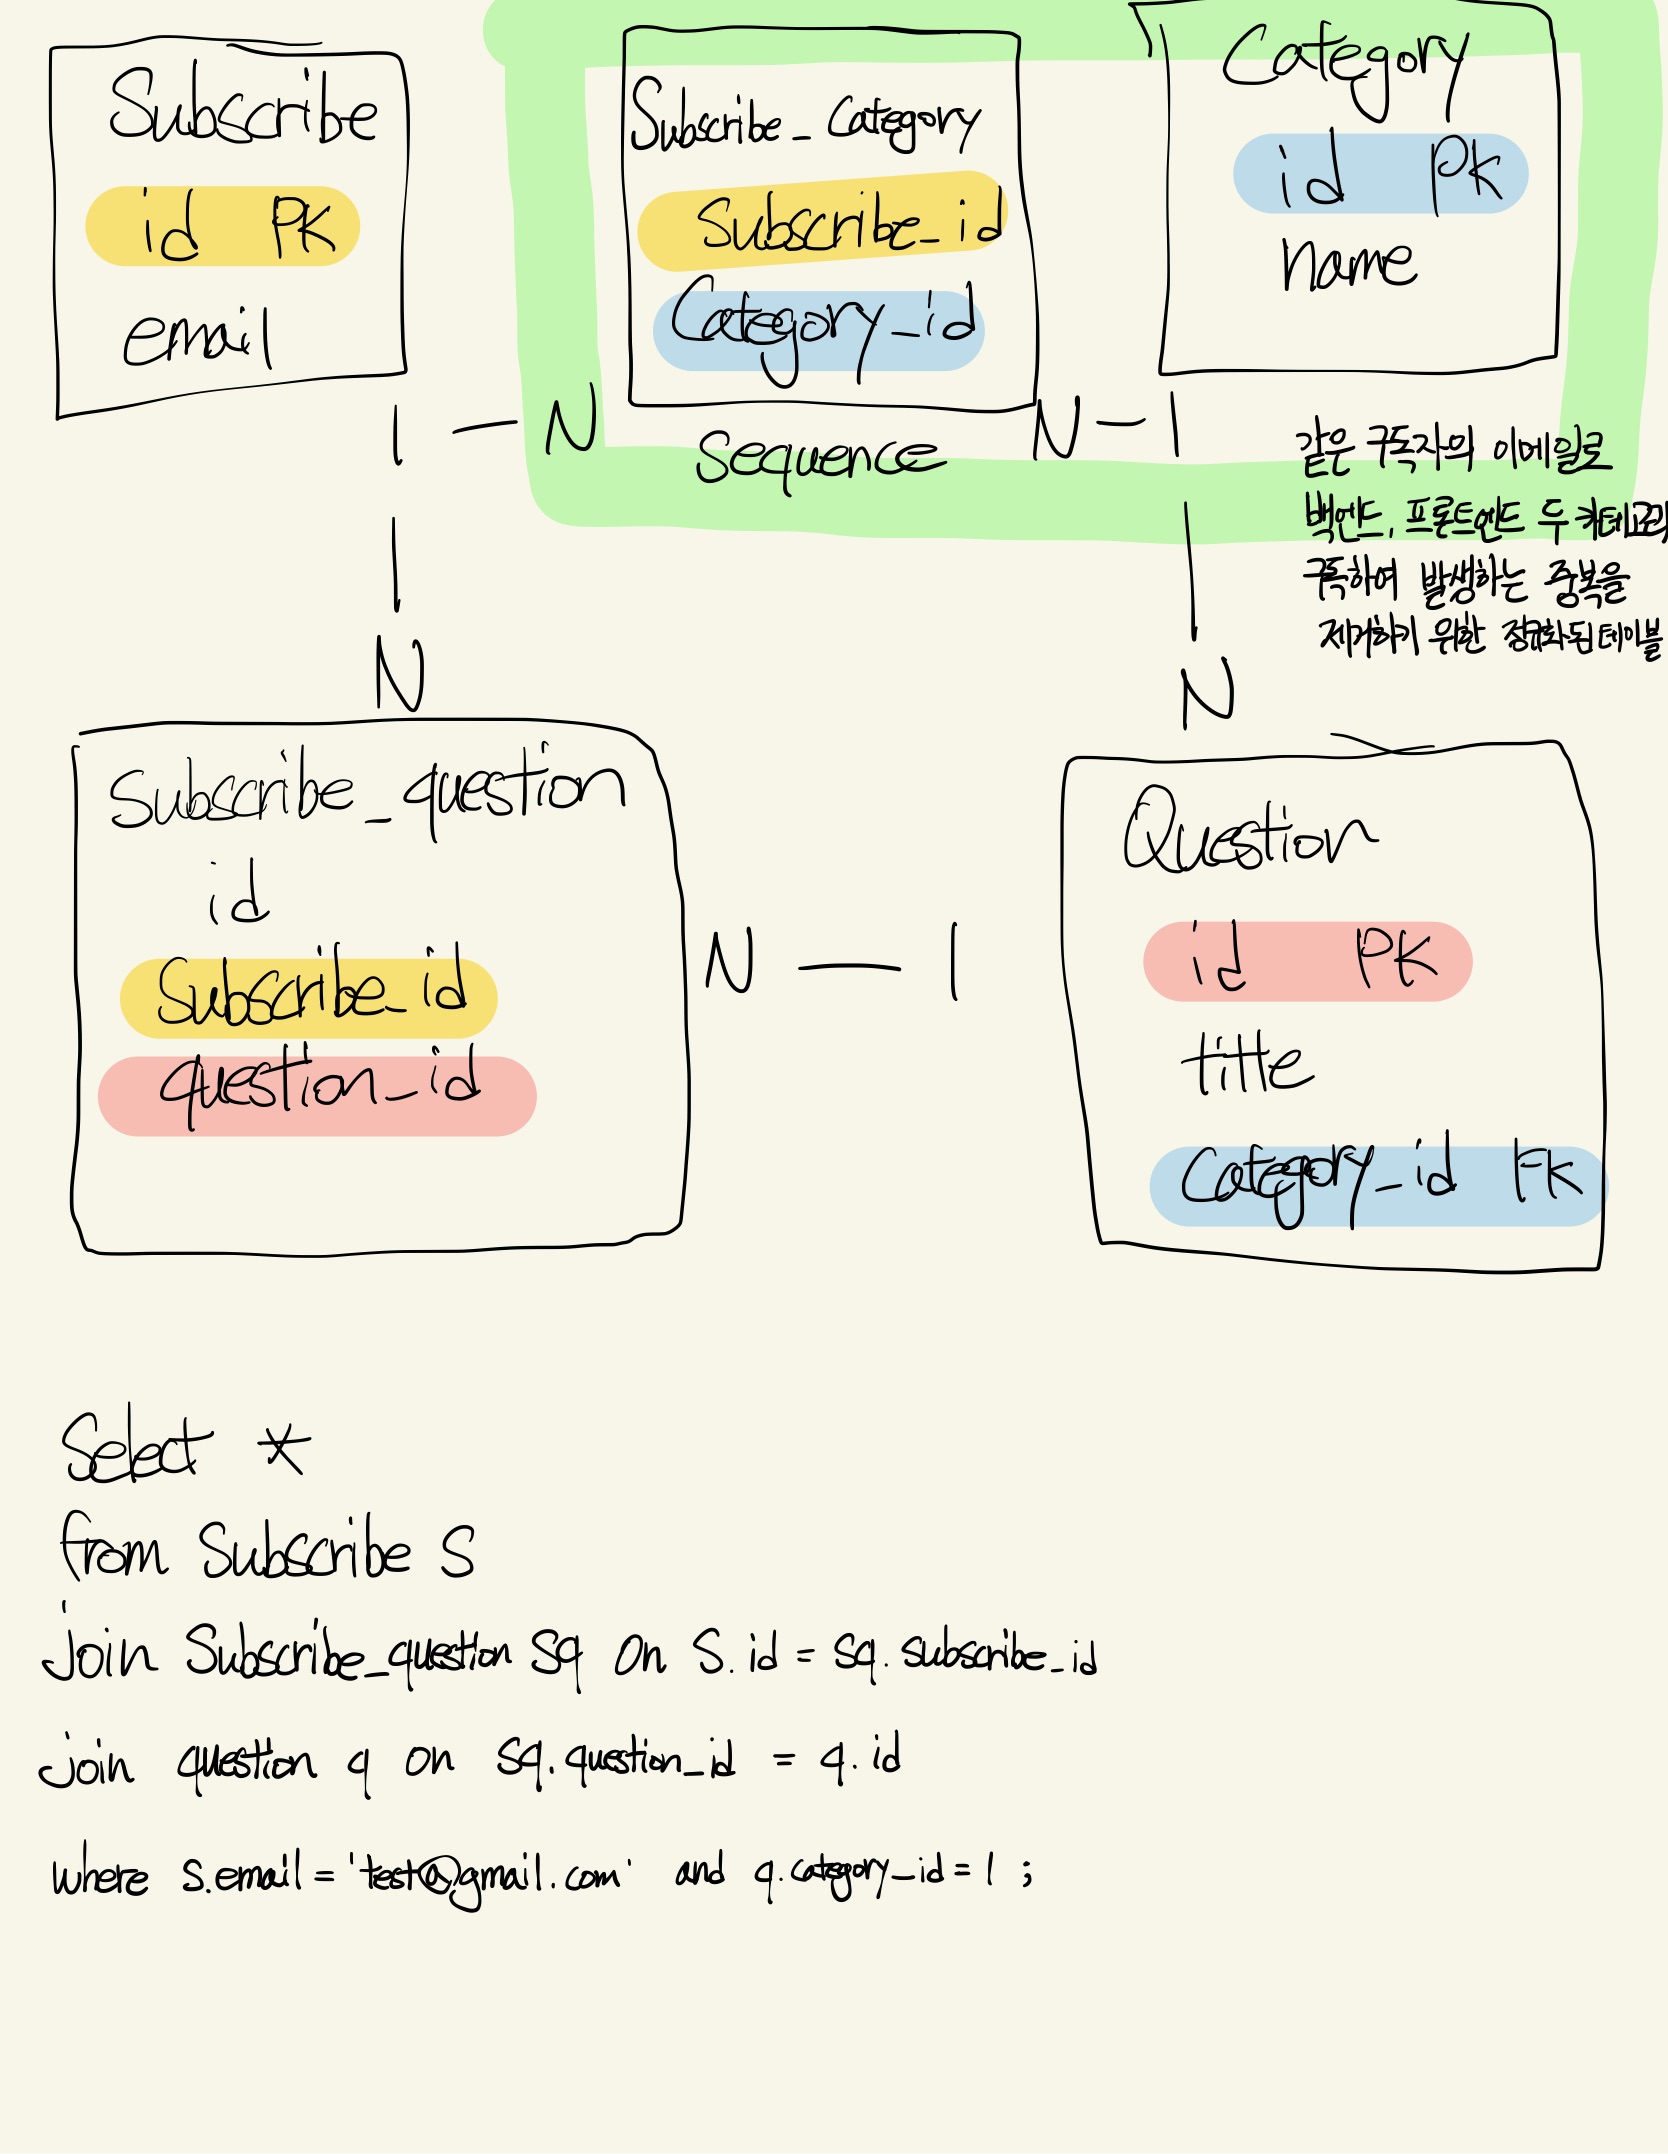 Subscribe
id PK
email
Subscribe_Category
Subscribe_id
Category_id
Sequence
Category
id PK
name
1 - N
N - 1
같은 구독자의 이메일로
백엔드, 프론트엔드 두 카테고리
구독하여 발생하는 중복을
제거하기 위한 정규화된 테이블
1
N
N
Subscribe_question
id
Subscribe_id
question_id
N - 1
Question
id PK
title
Category_id FK
Select *
from Subscribe S
join Subscribe_question Sq on S.id = sq.subscribe_id
join question q on sq.question_id = q.id
where s.email = 'test@gmail.com' and q.category_id = 1 ;